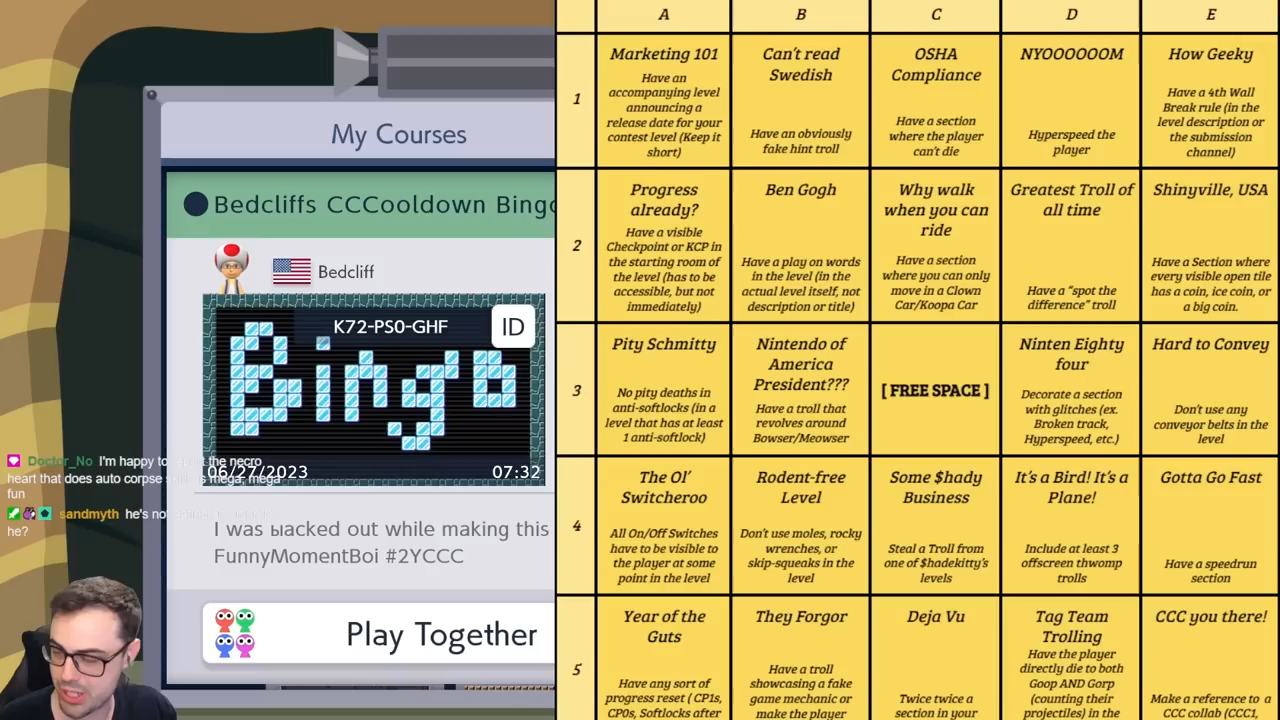 My Courses
Bedcliffs CCCooldown Bingo
Bedcliff
K72-PS0-GHF
ID
Bingo
06/27/2023
07:32
I was ыacked out while making this
FunnyMomentBoi #2YCCC
Play Together
Doctor_No I'm happy to
the necro
heart that does auto corpse
mega, mega
fun
sandmyth he's no
he?
A
B
C
D
E
1
Marketing 101
Have an
accompanying level
announcing a
release date for your
contest level (Keep it
short)
Can't read
Swedish
Have an obviously
fake hint troll
OSHA
Compliance
Have a section
where the player
can't die
NYOOOOOOM
Hyperspeed the
player
How Geeky
Have a 4th Wall
Break rule (in the
level description or
the submission
channel)
2
Progress
already?
Have a visible
Checkpoint or KCP in
the starting room of
the level (has to be
accessible, but not
immediately)
Ben Gogh
Have a play on words
in the level (in the
actual level itself, not
description or title)
Why walk
when you can
ride
Have a section
where you can only
move in a Clown
Car/Koopa Car
Greatest Troll of
all time
Have a "spot the
difference" troll
Shinyville, USA
Have a Section where
every visible open tile
has a coin, ice coin, or
a big coin.
3
Pity Schmitty
No pity deaths in
anti-softlocks (in a
level that has at least
1 anti-softlock)
Nintendo of
America
President???
Have a troll that
revolves around
Bowser/Meowser
[ FREE SPACE ]
Ninten Eighty
four
Decorate a section
with glitches (ex.
Broken track,
Hyperspeed, etc.)
Hard to Convey
Don't use any
conveyor belts in the
level
4
The Ol'
Switcheroo
All On/Off Switches
have to be visible to
the player at some
point in the level
Rodent-free
Level
Don't use moles, rocky
wrenches, or
skip-squeaks in the
level
Some $hady
Business
Steal a Troll from
one of $hadekitty's
levels
It's a Bird! It's a
Plane!
Include at least 3
offscreen thwomp
trolls
Gotta Go Fast
Have a speedrun
section
5
Year of the
Guts
Have any sort of
progress reset ( CP1s,
CP0s, Softlocks after
They Forgor
Have a troll
showcasing a fake
game mechanic or
make the player
Deja Vu
Twice twice a
section in your
Tag Team
Trolling
Have the player
directly die to both
Goop AND Gorp
(counting their
projectiles) in the
CCC you there!
Make a reference to a
CCC collab (CCC1,